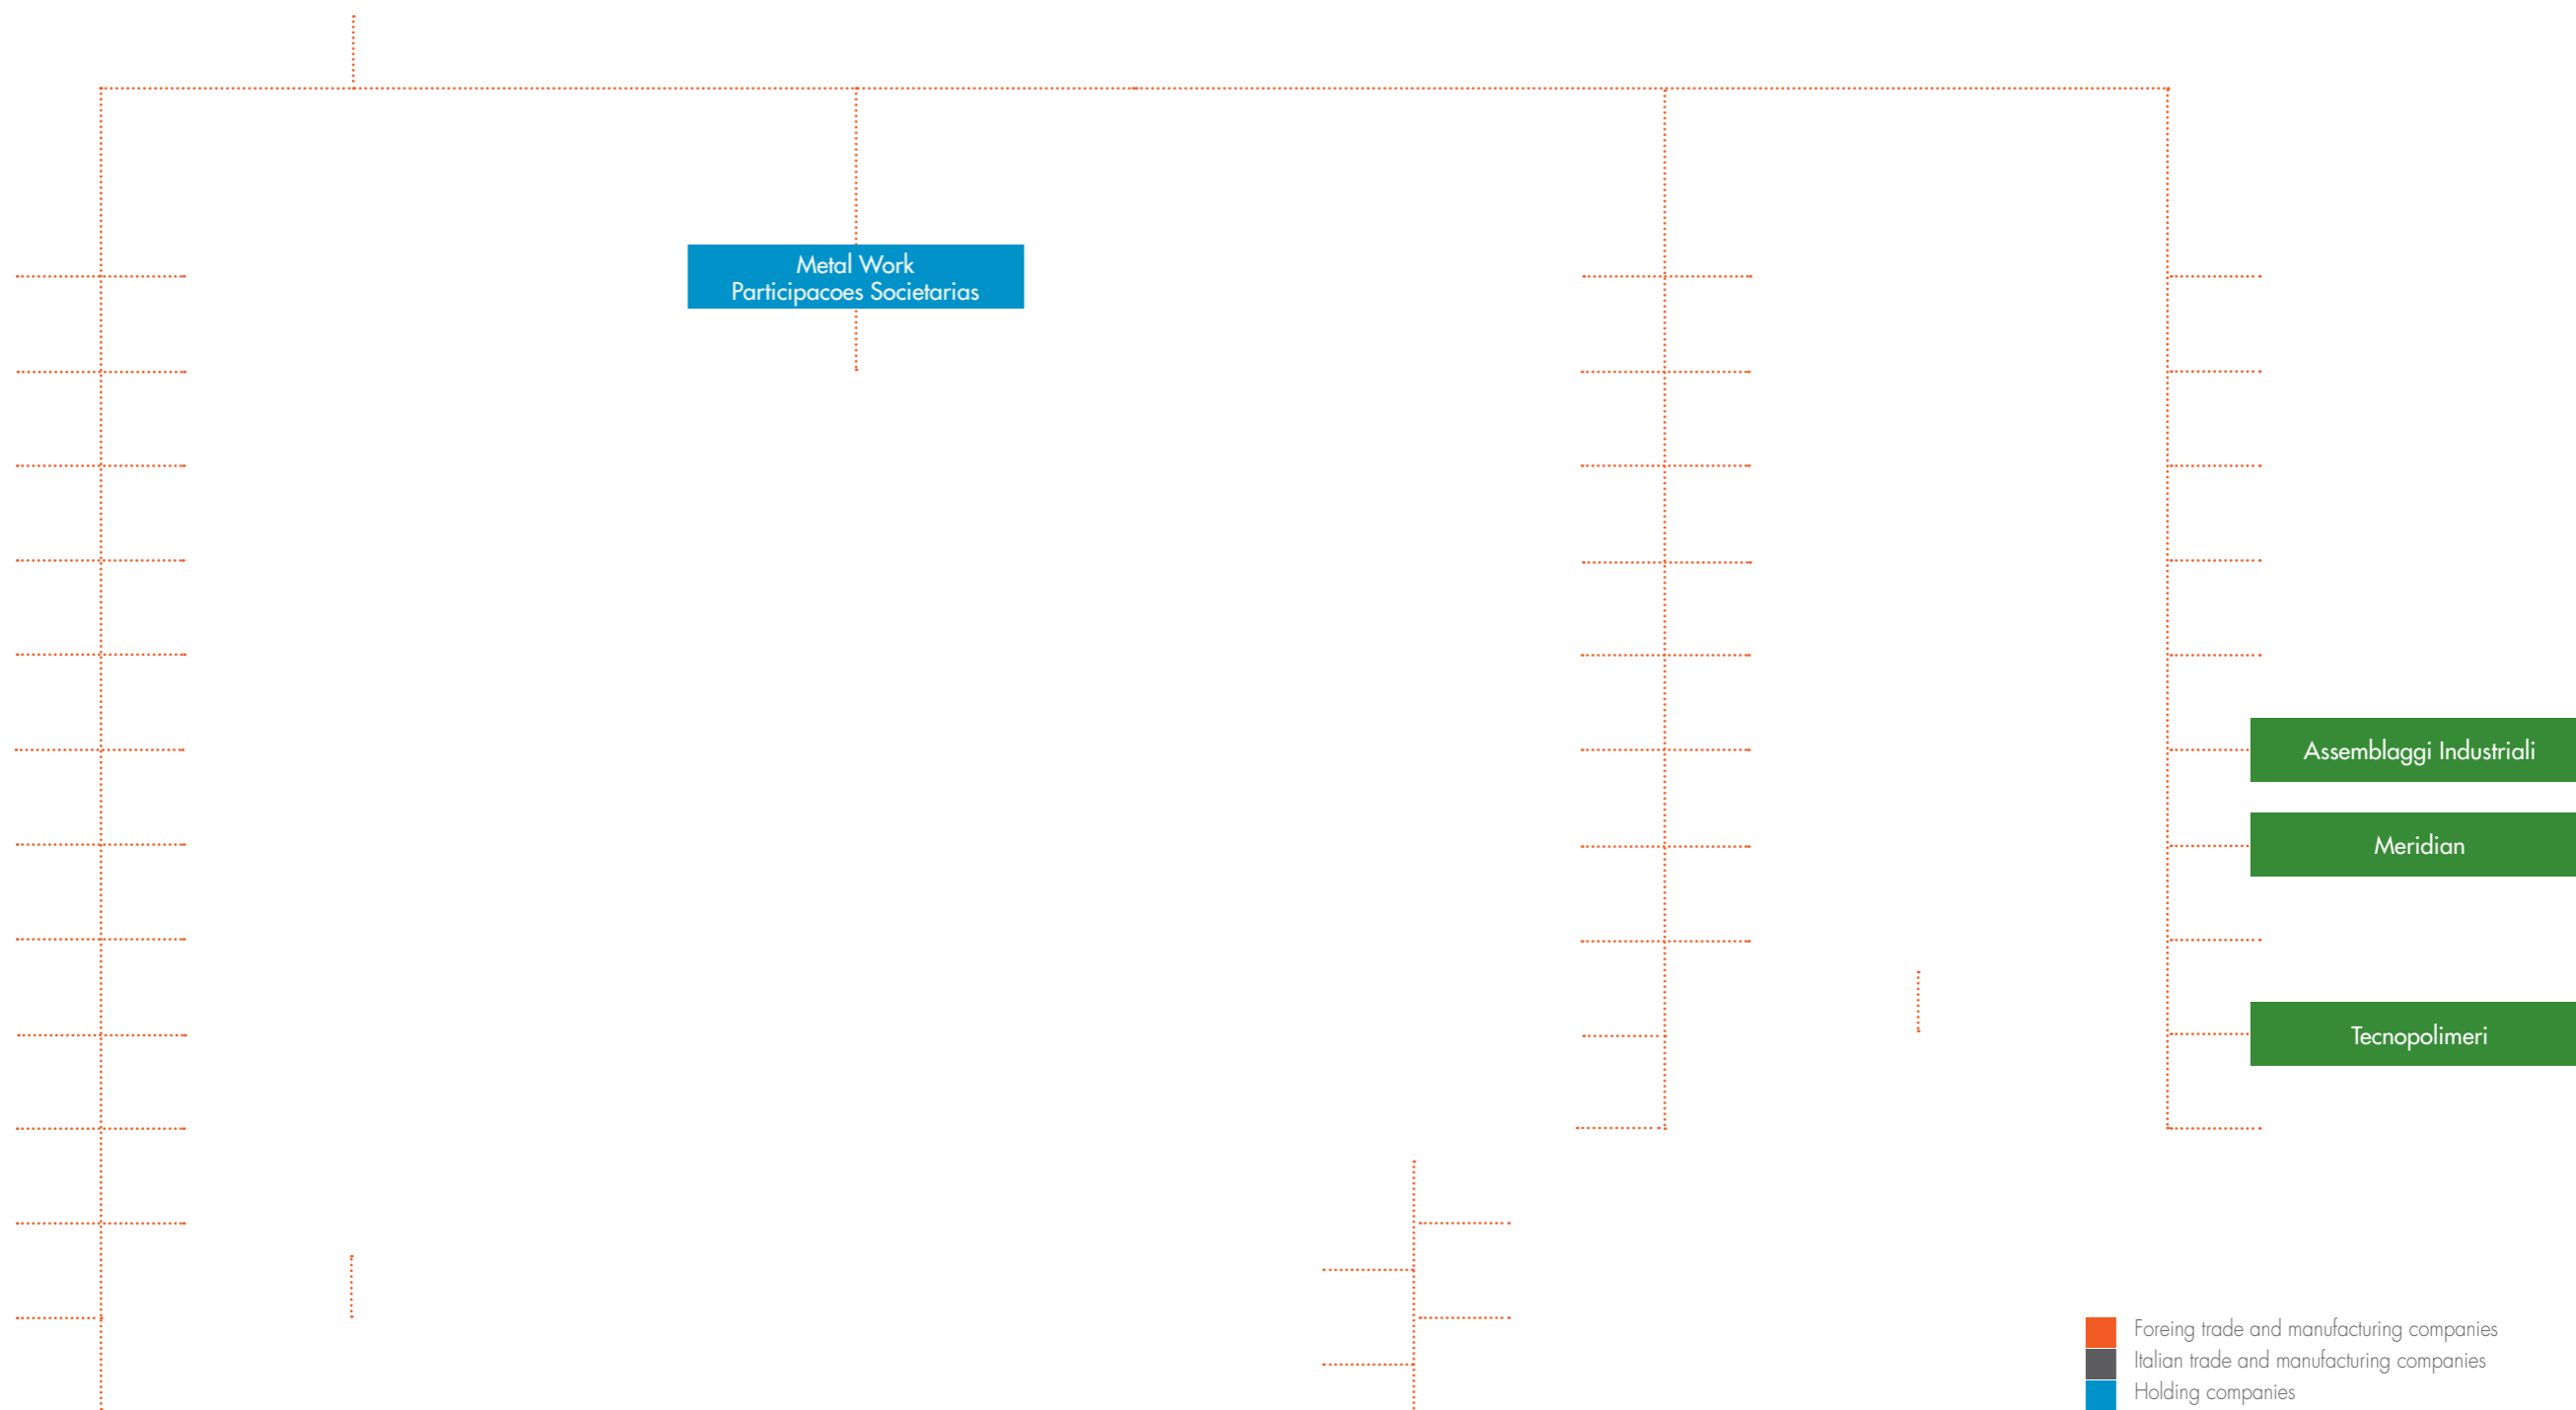 Metal Work
Participacoes Societarias
Assemblaggi Industriali
Meridian
Tecnopolimeri
Foreing trade and manufacturing companies
Italian trade and manufacturing companies
Holding companies